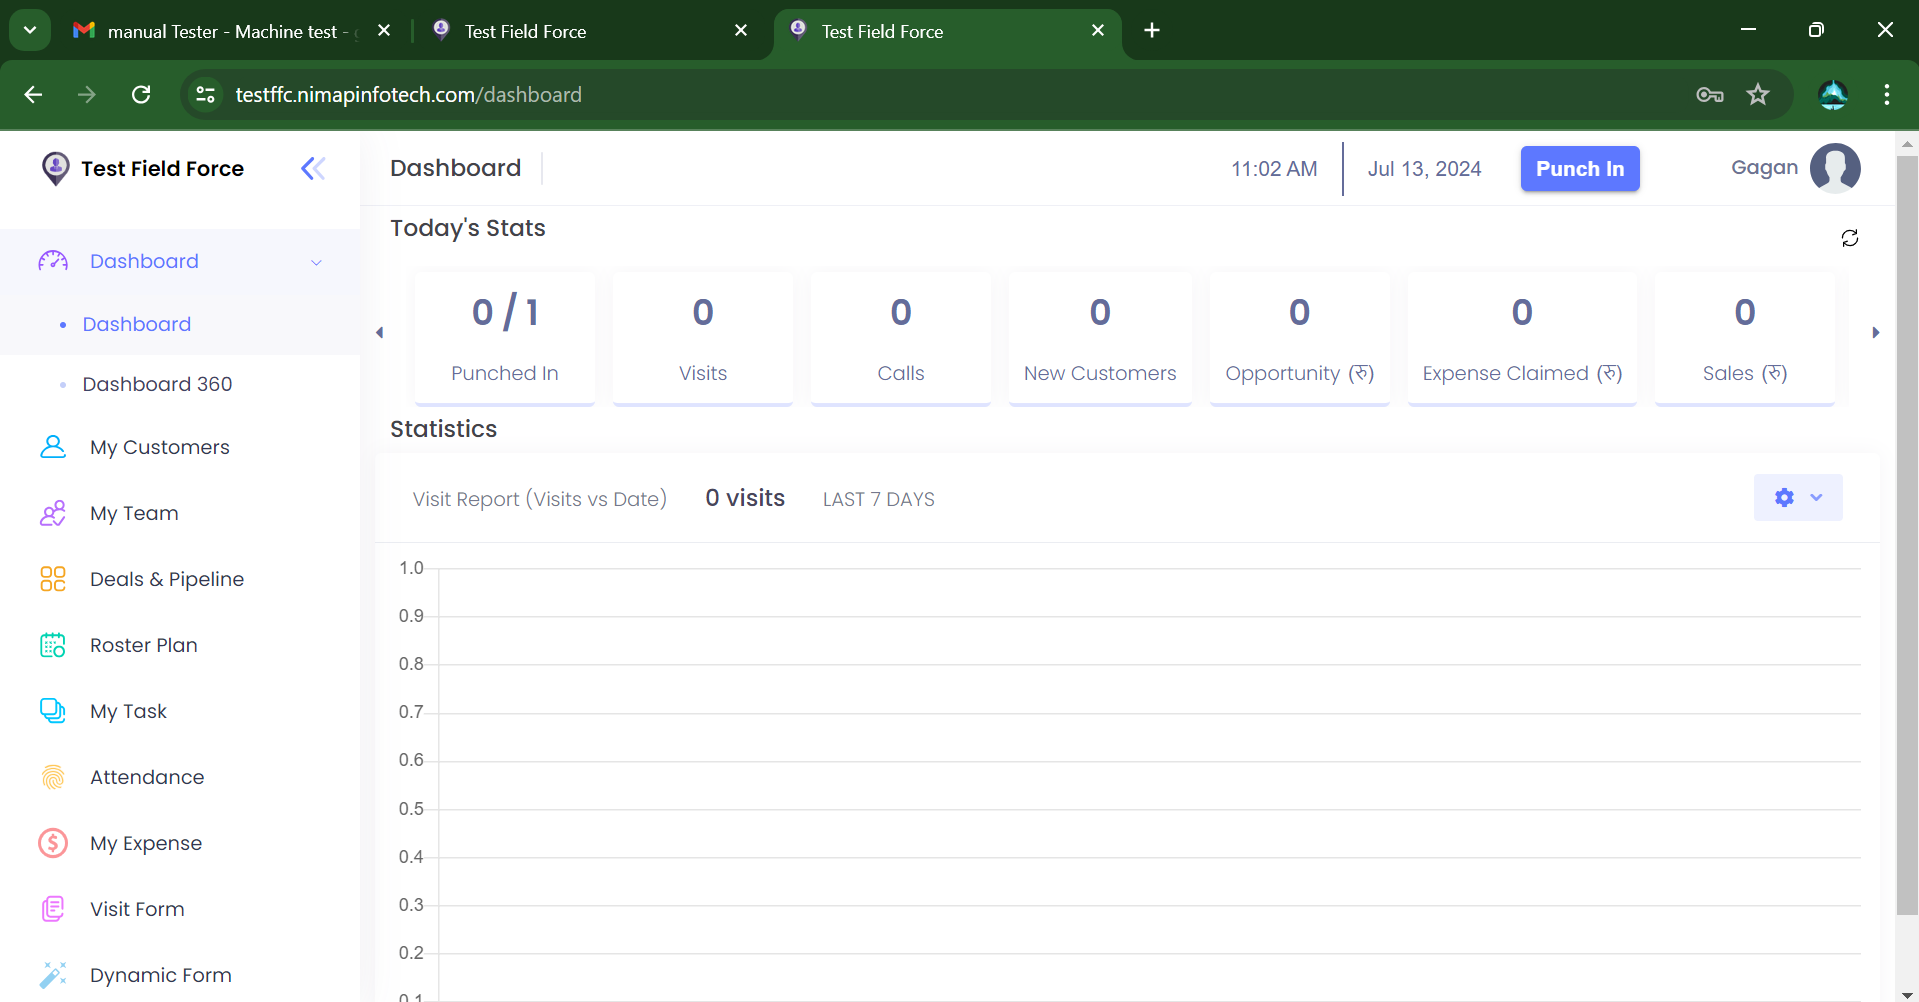 manual Tester - Machine test -
Test Field Force
Test Field Force
testffc.nimapinfotech.com/dashboard
Test Field Force
Dashboard
11:02 AM
Jul 13, 2024
Punch In
Gagan
Dashboard
Dashboard
Dashboard 360
My Customers
My Team
Deals & Pipeline
Roster Plan
My Task
Attendance
My Expense
Visit Form
Dynamic Form
Today's Stats
0 / 1
Punched In
0
Visits
0
Calls
0
New Customers
0
Opportunity (रु)
0
Expense Claimed (रु)
0
Sales (रु)
Statistics
Visit Report (Visits vs Date)
0 visits
LAST 7 DAYS
1.0
0.9
0.8
0.7
0.6
0.5
0.4
0.3
0.2
0.1